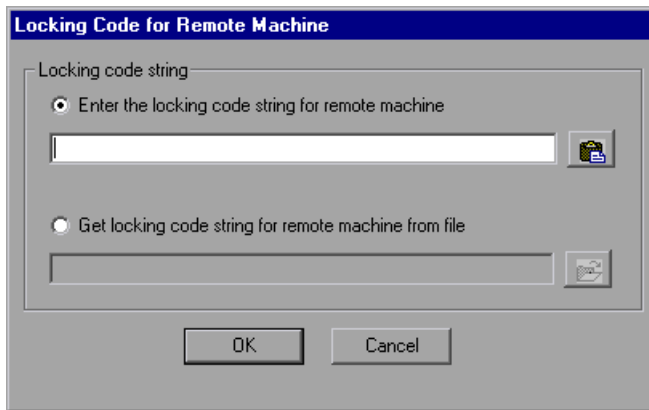 Locking Code for Remote Machine
Locking code string
Enter the locking code string for remote machine
Get locking code string for remote machine from file
OK Cancel